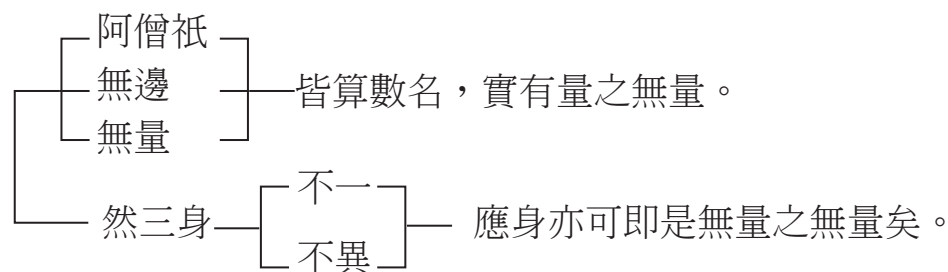 阿僧祇
無邊
無量
皆算數名，實有量之無量。
然三身
不一
不異
應身亦可即是無量之無量矣。